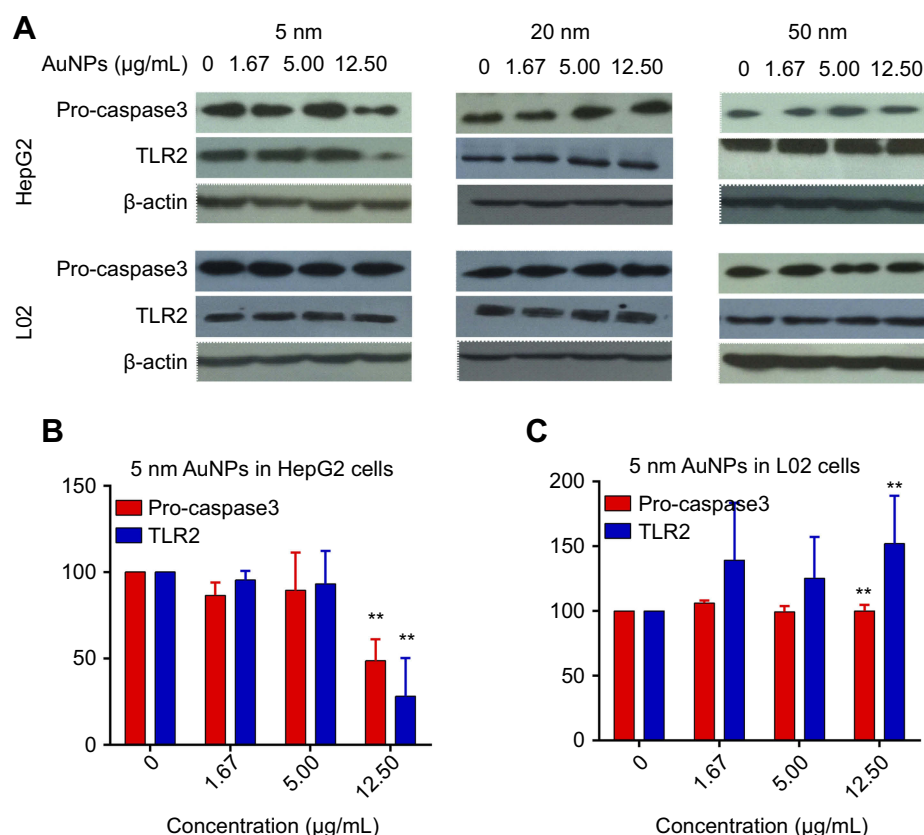 A
5 nm 20 nm 50 nm
AuNPs (µg/mL) 0 1.67 5.00 12.50 0 1.67 5.00 12.50 0 1.67 5.00 12.50
HepG2
Pro-caspase3
TLR2
β-actin
L02
Pro-caspase3
TLR2
β-actin
B
5 nm AuNPs in HepG2 cells
150
100
50
0
Pro-caspase3
TLR2
** **
0 1.67 5.00 12.50
Concentration (µg/mL)
C
5 nm AuNPs in L02 cells
200
150
100
50
0
Pro-caspase3
TLR2
**
**
0 1.67 5.00 12.50
Concentration (µg/mL)